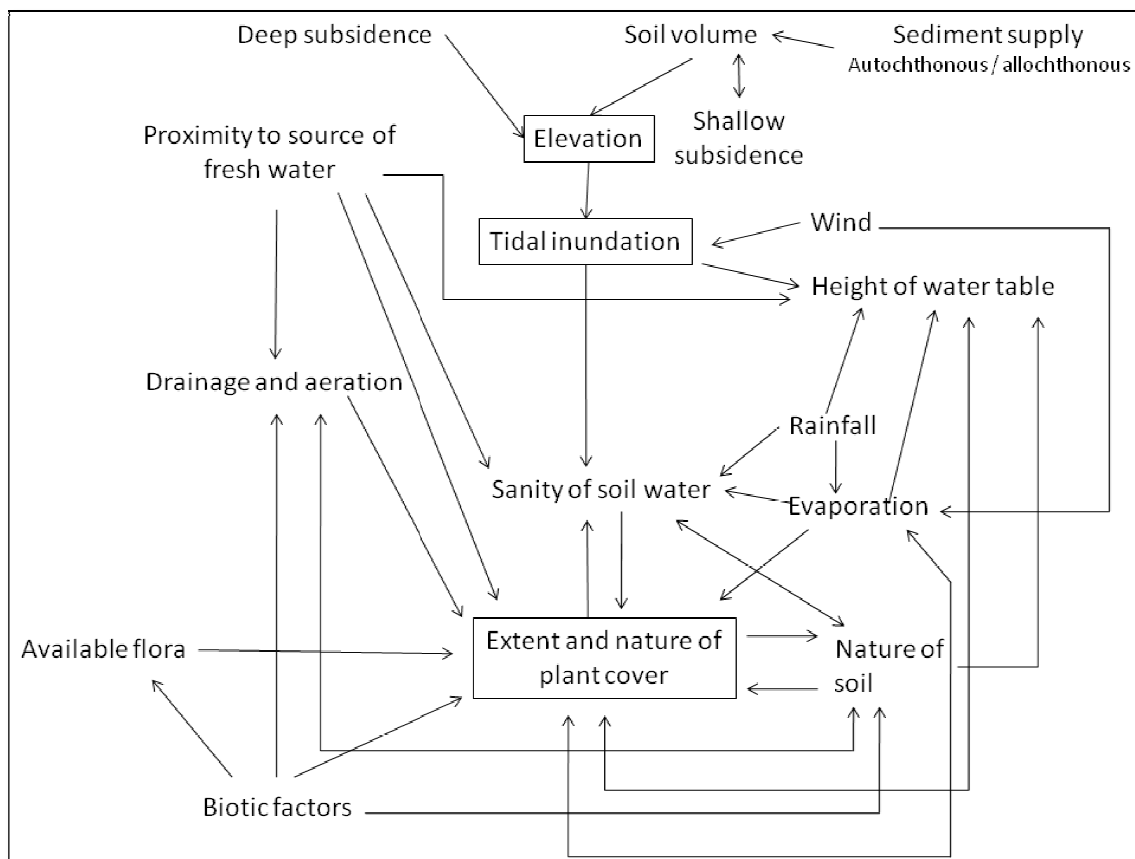 Deep subsidence
Soil volume
Sediment supply
Autochthonous / allochthonous
Shallow
subsidence
Elevation
Proximity to source of
fresh water
Wind
Tidal inundation
Height of water table
Drainage and aeration
Rainfall
Sanity of soil water
Evaporation
Available flora
Extent and nature of
plant cover
Nature of
soil
Biotic factors